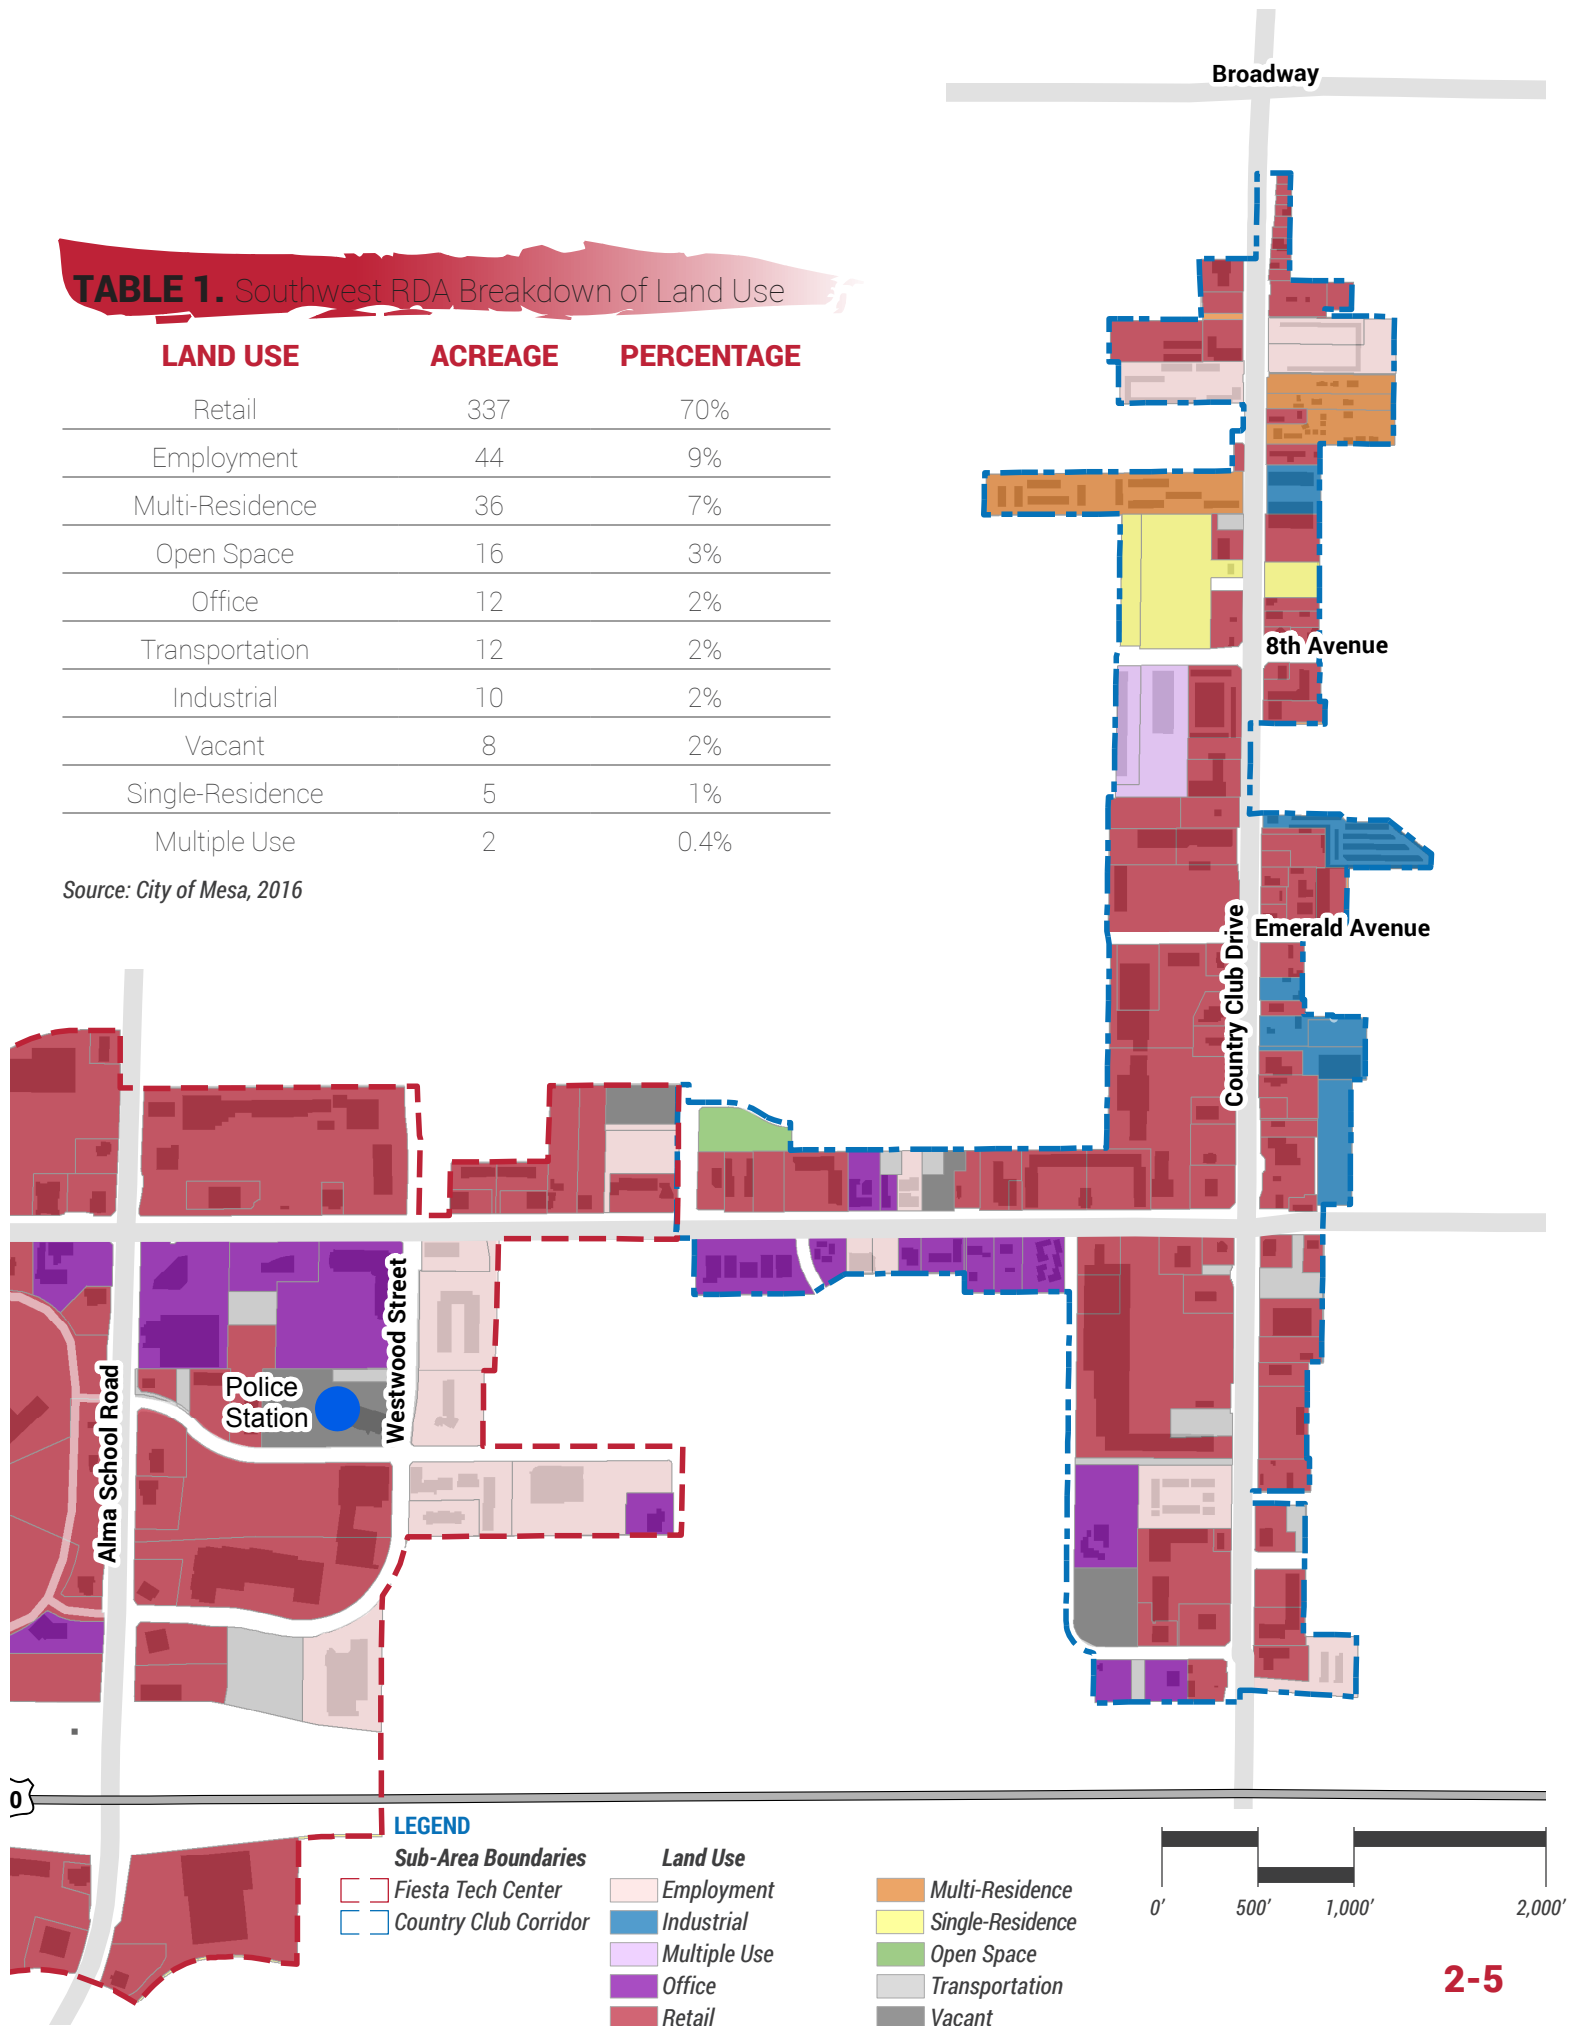 Broadway
TABLE 1. Southwest RDA Breakdown of Land Use
LAND USE ACREAGE PERCENTAGE
Retail 337 70%
Employment 44 9%
Multi-Residence 36 7%
Open Space 16 3%
Office 12 2%
Transportation 12 2%
Industrial 10 2%
Vacant 8 2%
Single-Residence 5 1%
Multiple Use 2 0.4%
Source: City of Mesa, 2016
8th Avenue
Emerald Avenue
Country Club Drive
Westwood Street
Police
Station
Alma School Road
0
LEGEND
Sub-Area Boundaries
Fiesta Tech Center
Country Club Corridor
Land Use
Employment
Industrial
Multiple Use
Office
Retail
Multi-Residence
Single-Residence
Open Space
Transportation
Vacant
0' 500' 1,000' 2,000'
2-5